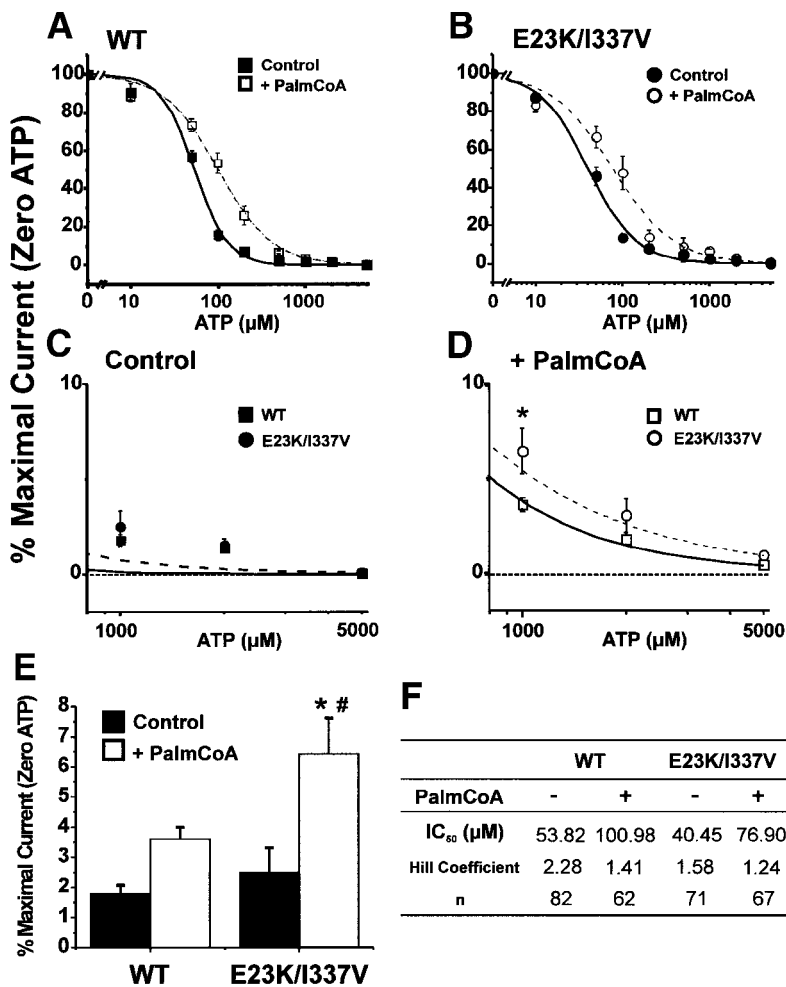 % Maximal Current (Zero ATP)
A
WT
Control
+ PalmCoA
100
80
60
40
20
0
0 10 100 1000
ATP (µM)
B
E23K/I337V
Control
+ PalmCoA
100
80
60
40
20
0
0 10 100 1000
ATP (µM)
C
Control
WT
E23K/I337V
10
0
1000 5000
ATP (µM)
D
+ PalmCoA
WT
E23K/I337V
*
10
0
1000 5000
ATP (µM)
E
% Maximal Current (Zero ATP)
Control
+ PalmCoA
* #
8
7
6
5
4
3
2
1
0
WT E23K/I337V
F
WT E23K/I337V
PalmCoA - + - +
IC₅₀ (µM) 53.82 100.98 40.45 76.90
Hill Coefficient 2.28 1.41 1.58 1.24
n 82 62 71 67